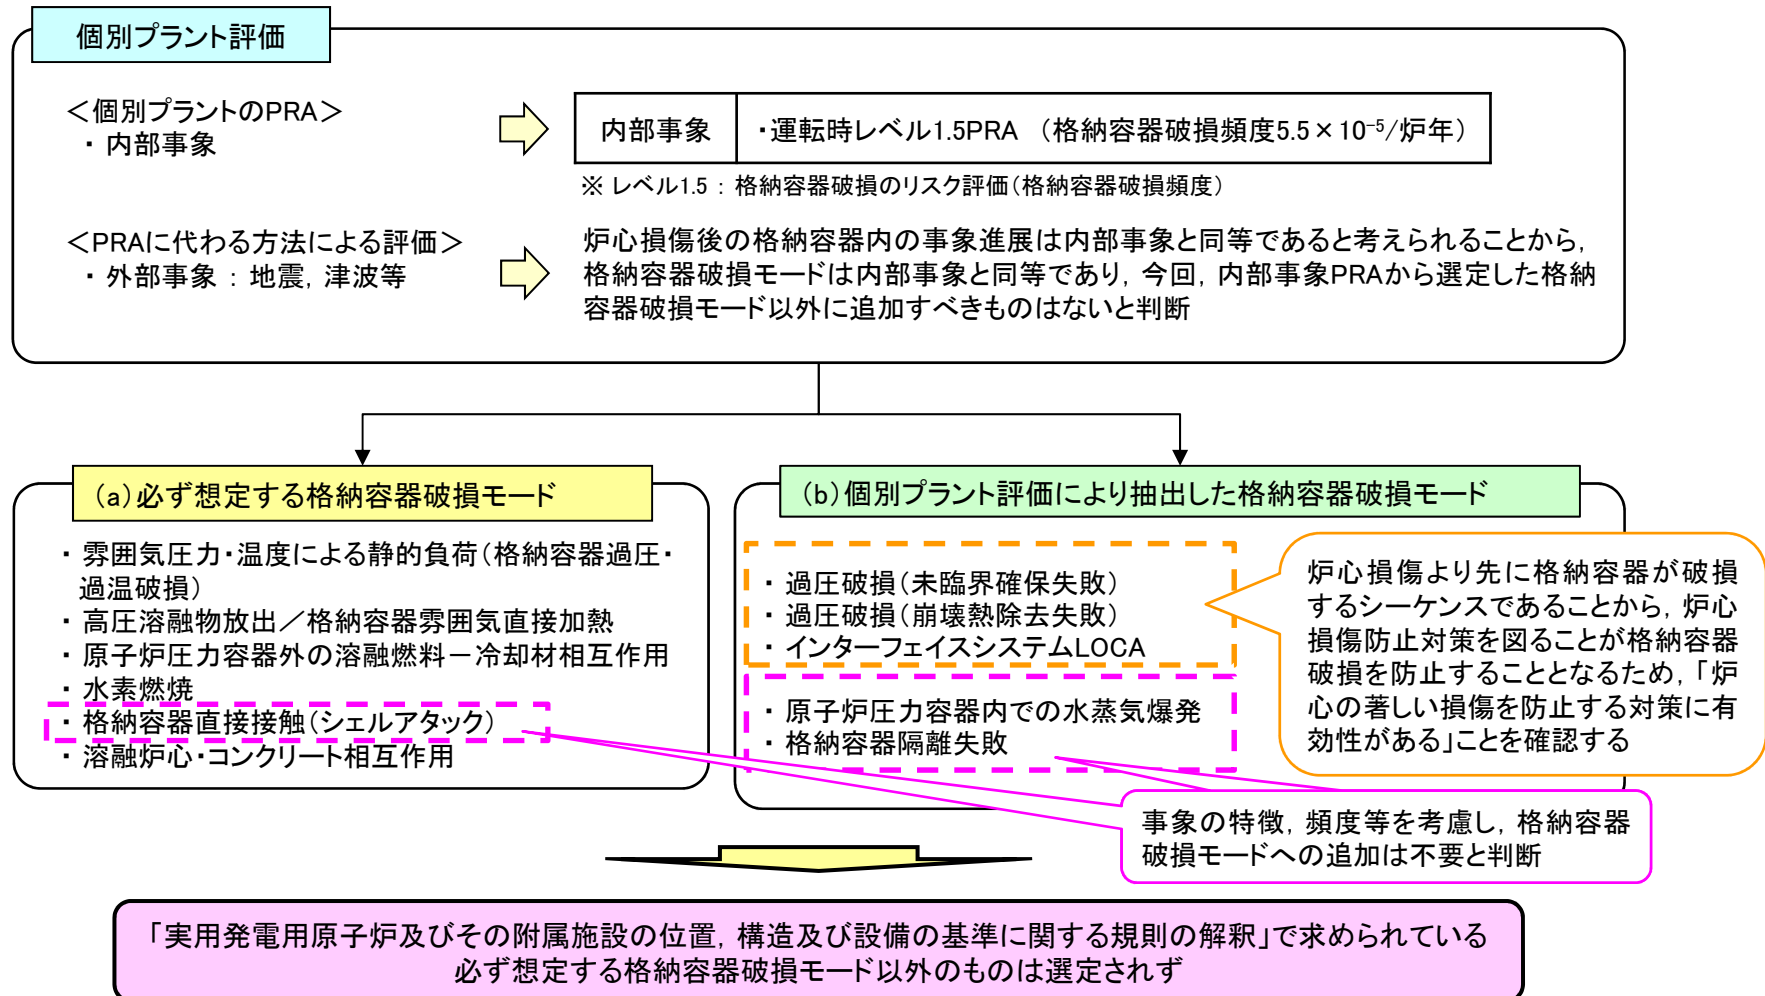 個別プラント評価
＜個別プラントのPRA＞
・ 内部事象
内部事象
・運転時レベル1.5PRA （格納容器破損頻度5.5×10⁻⁵/炉年）
※ レベル1.5 ： 格納容器破損のリスク評価（格納容器破損頻度）
＜PRAに代わる方法による評価＞
・ 外部事象 ： 地震，津波等
炉心損傷後の格納容器内の事象進展は内部事象と同等であると考えられることから，
格納容器破損モードは内部事象と同等であり，今回，内部事象PRAから選定した格納
容器破損モード以外に追加すべきものはないと判断
（a）必ず想定する格納容器破損モード
・ 雰囲気圧力・温度による静的負荷（格納容器過圧・
過温破損）
・ 高圧溶融物放出／格納容器雰囲気直接加熱
・ 原子炉圧力容器外の溶融燃料－冷却材相互作用
・ 水素燃焼
・ 格納容器直接接触（シェルアタック）
・ 溶融炉心・コンクリート相互作用
（b）個別プラント評価により抽出した格納容器破損モード
・ 過圧破損（未臨界確保失敗）
・ 過圧破損（崩壊熱除去失敗）
・ インターフェイスシステムLOCA
・ 原子炉圧力容器内での水蒸気爆発
・ 格納容器隔離失敗
炉心損傷より先に格納容器が破損
するシーケンスであることから，炉心
損傷防止対策を図ることが格納容器
破損を防止することとなるため，「炉
心の著しい損傷を防止する対策に有
効性がある」ことを確認する
事象の特徴，頻度等を考慮し，格納容器
破損モードへの追加は不要と判断
「実用発電用原子炉及びその附属施設の位置，構造及び設備の基準に関する規則の解釈」で求められている
必ず想定する格納容器破損モード以外のものは選定されず